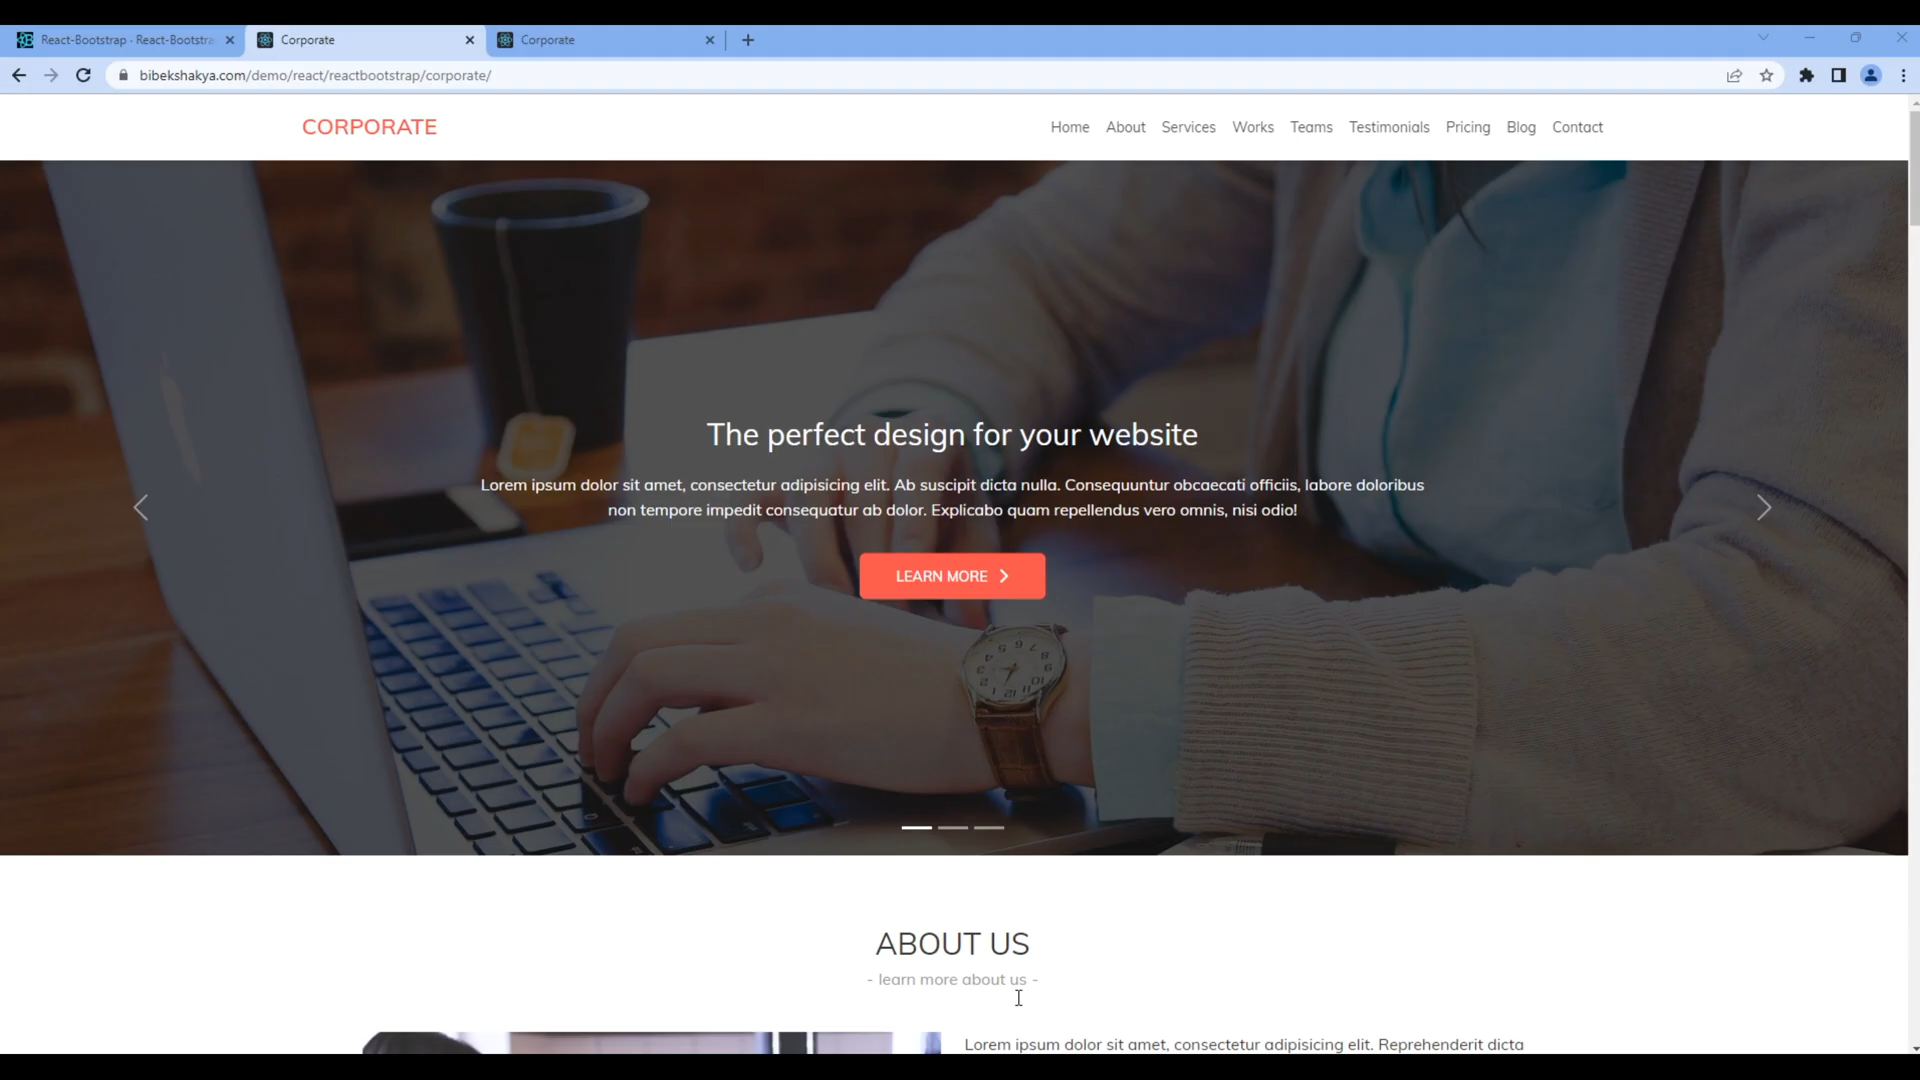 React-Bootstrap · React-Bootstra
Corporate
Corporate
bibekshakya.com/demo/react/reactbootstrap/corporate/
CORPORATE
Home About Services Works Teams Testimonials Pricing Blog Contact
The perfect design for your website
Lorem ipsum dolor sit amet, consectetur adipisicing elit. Ab suscipit dicta nulla. Consequuntur obcaecati officiis, labore doloribus
non tempore impedit consequatur ab dolor. Explicabo quam repellendus vero omnis, nisi odio!
LEARN MORE
ABOUT US
- learn more about us -
Lorem ipsum dolor sit amet, consectetur adipisicing elit. Reprehenderit dicta